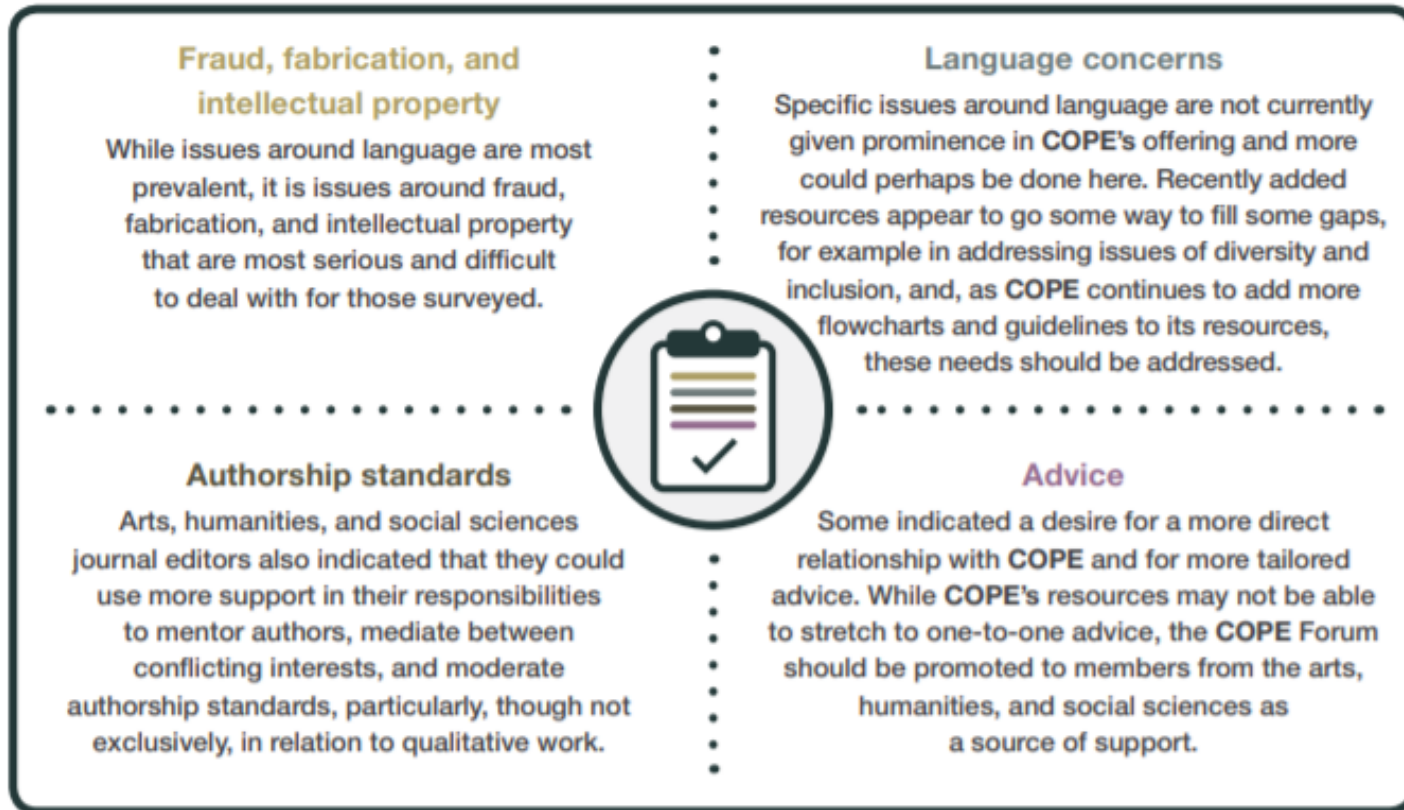 Fraud, fabrication, and
intellectual property
While issues around language are most
prevalent, it is issues around fraud,
fabrication, and intellectual property
that are most serious and difficult
to deal with for those surveyed.
Language concerns
Specific issues around language are not currently
given prominence in COPE's offering and more
could perhaps be done here. Recently added
resources appear to go some way to fill some gaps,
for example in addressing issues of diversity and
inclusion, and, as COPE continues to add more
flowcharts and guidelines to its resources,
these needs should be addressed.
Authorship standards
Arts, humanities, and social sciences
journal editors also indicated that they could
use more support in their responsibilities
to mentor authors, mediate between
conflicting interests, and moderate
authorship standards, particularly, though not
exclusively, in relation to qualitative work.
Advice
Some indicated a desire for a more direct
relationship with COPE and for more tailored
advice. While COPE's resources may not be able
to stretch to one-to-one advice, the COPE Forum
should be promoted to members from the arts,
humanities, and social sciences as
a source of support.